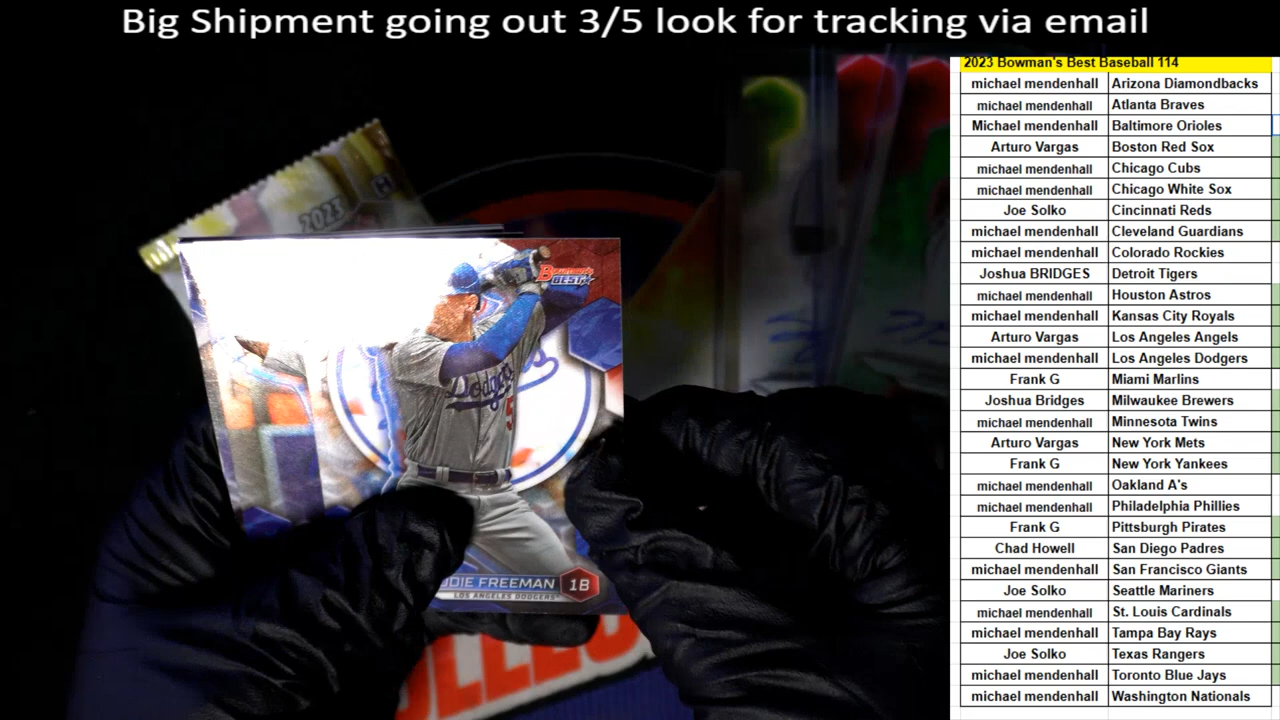 Big Shipment going out 3/5 look for tracking via email
2023 Bowman's Best Baseball 114
michael mendenhall Arizona Diamondbacks
michael mendenhall Atlanta Braves
Michael mendenhall Baltimore Orioles
Arturo Vargas Boston Red Sox
michael mendenhall Chicago Cubs
michael mendenhall Chicago White Sox
Joe Solko Cincinnati Reds
michael mendenhall Cleveland Guardians
michael mendenhall Colorado Rockies
Joshua BRIDGES Detroit Tigers
michael mendenhall Houston Astros
michael mendenhall Kansas City Royals
Arturo Vargas Los Angeles Angels
michael mendenhall Los Angeles Dodgers
Frank G Miami Marlins
Joshua Bridges Milwaukee Brewers
michael mendenhall Minnesota Twins
Arturo Vargas New York Mets
Frank G New York Yankees
michael mendenhall Oakland A's
michael mendenhall Philadelphia Phillies
Frank G Pittsburgh Pirates
Chad Howell San Diego Padres
michael mendenhall San Francisco Giants
Joe Solko Seattle Mariners
michael mendenhall St. Louis Cardinals
michael mendenhall Tampa Bay Rays
Joe Solko Texas Rangers
michael mendenhall Toronto Blue Jays
michael mendenhall Washington Nationals
2023
Bowman's
BEST
Dodgers
5
DDIE FREEMAN 1B
LOS ANGELES DODGERS